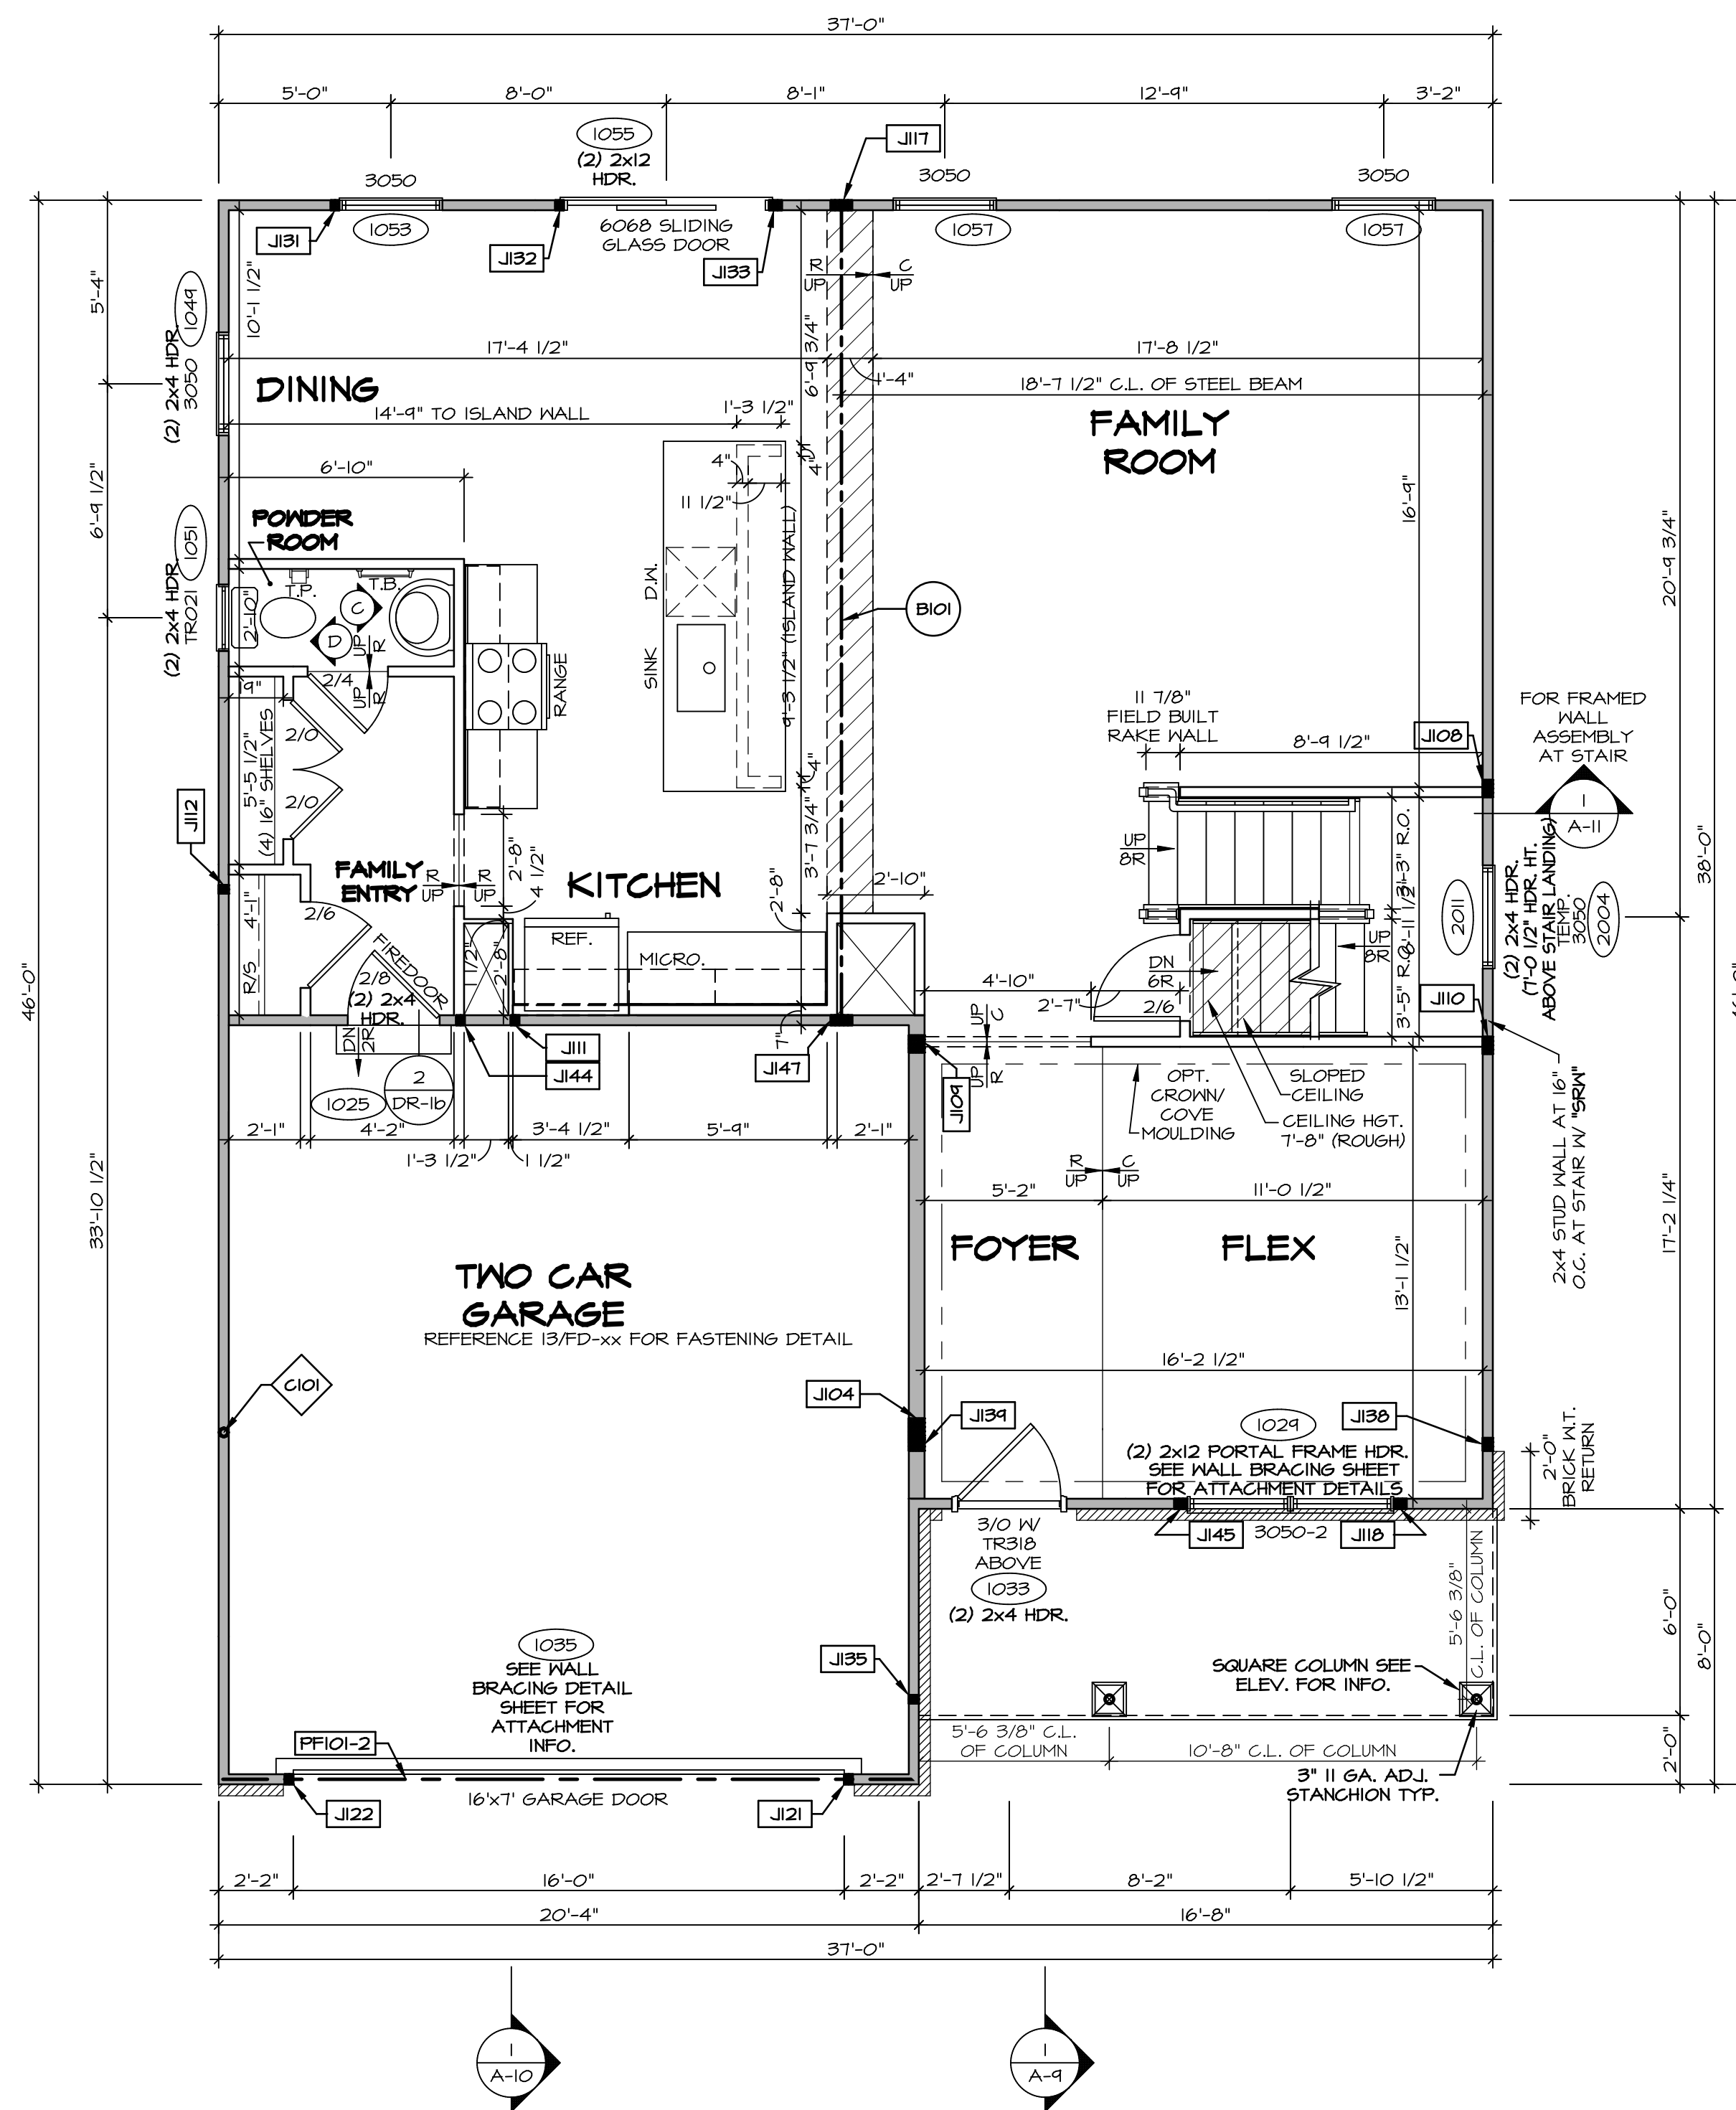 37'-0"
5'-0"
8'-0"
8'-1"
12'-9"
3'-2"
1055
(2) 2x12
HDR.
J117
3050
3050
3050
1053
J131
J132
6068 SLIDING
GLASS DOOR
J133
1057
1057
R
UP
C
UP
5'-4"
1049
(2) 2x4 HDR.
3050
10'-1 1/2"
17'-4 1/2"
6'-9 3/4"
1'-4"
17'-8 1/2"
18'-7 1/2" C.L. OF STEEL BEAM
DINING
14'-9" TO ISLAND WALL
1'-3 1/2"
FAMILY
ROOM
6'-10"
4"
4"
11 1/2"
16'-9"
6'-9 1/2"
1051
(2) 2x4 HDR.
TR021
POWDER
ROOM
T.P.
T.B.
C
D
2'-10"
UP
R
UP
R
2/4
D.W.
SINK
RANGE
9'-3 1/2" (ISLAND WALL)
B101
20'-9 3/4"
19"
2/0
2/0
5'-5 1/2"
(4) 16" SHELVES
11 7/8"
FIELD BUILT
RAKE WALL
8'-9 1/2"
J108
FOR FRAMED
WALL
ASSEMBLY
AT STAIR
1
A-11
J112
4"
3'-7 3/4"
2'-8"
2'-10"
UP
8R
3'-3" R.O.
6'-11 1/2"
3'-5" R.O.
2011
(2) 2x4 HDR.
(7'-0 1/2" HDR. HT.
ABOVE STAIR LANDING)
TEMP.
3050
2004
38'-0"
FAMILY
ENTRY
R
UP
R
UP
2'-8"
4 1/2"
KITCHEN
4'-1"
R/S
2/6
FIREDOOR
2/8
(2) 2x4
HDR.
1 1/2"
2'-8"
REF.
MICRO.
UP
8R
DN
6R
2/6
4'-10"
2'-7"
J110
46'-0"
DN
2R
J111
J144
J147
7"
J109
UP
C
UP
R
2
DR-1b
1025
OPT.
CROWN/
COVE
MOULDING
SLOPED
CEILING
CEILING HGT.
7'-8" (ROUGH)
2x4 STUD WALL AT 16"
O.C. AT STAIR W/ "SRW"
2'-1"
4'-2"
1'-3 1/2"
1 1/2"
3'-4 1/2"
5'-9"
2'-1"
R
UP
C
UP
5'-2"
11'-0 1/2"
33'-10 1/2"
17'-2 1/4"
FOYER
FLEX
13'-1 1/2"
TWO CAR
GARAGE
REFERENCE 13/FD-xx FOR FASTENING DETAIL
16'-2 1/2"
C101
J104
J139
1029
J138
(2) 2x12 PORTAL FRAME HDR.
SEE WALL BRACING SHEET
FOR ATTACHMENT DETAILS
2'-0"
BRICK W.T.
RETURN
3/0 W/
TR318
ABOVE
1033
(2) 2x4 HDR.
J145
3050-2
J118
5'-6 3/8"
C.L. OF COLUMN
6'-0"
8'-0"
2'-0"
1035
SEE WALL
BRACING DETAIL
SHEET FOR
ATTACHMENT
INFO.
J135
SQUARE COLUMN SEE
ELEV. FOR INFO.
PF101-2
5'-6 3/8" C.L.
OF COLUMN
10'-8" C.L. OF COLUMN
3" 11 GA. ADJ.
STANCHION TYP.
J122
16'x7' GARAGE DOOR
J121
2'-2"
16'-0"
2'-2"
2'-7 1/2"
8'-2"
5'-10 1/2"
20'-4"
16'-8"
37'-0"
1
A-10
1
A-9